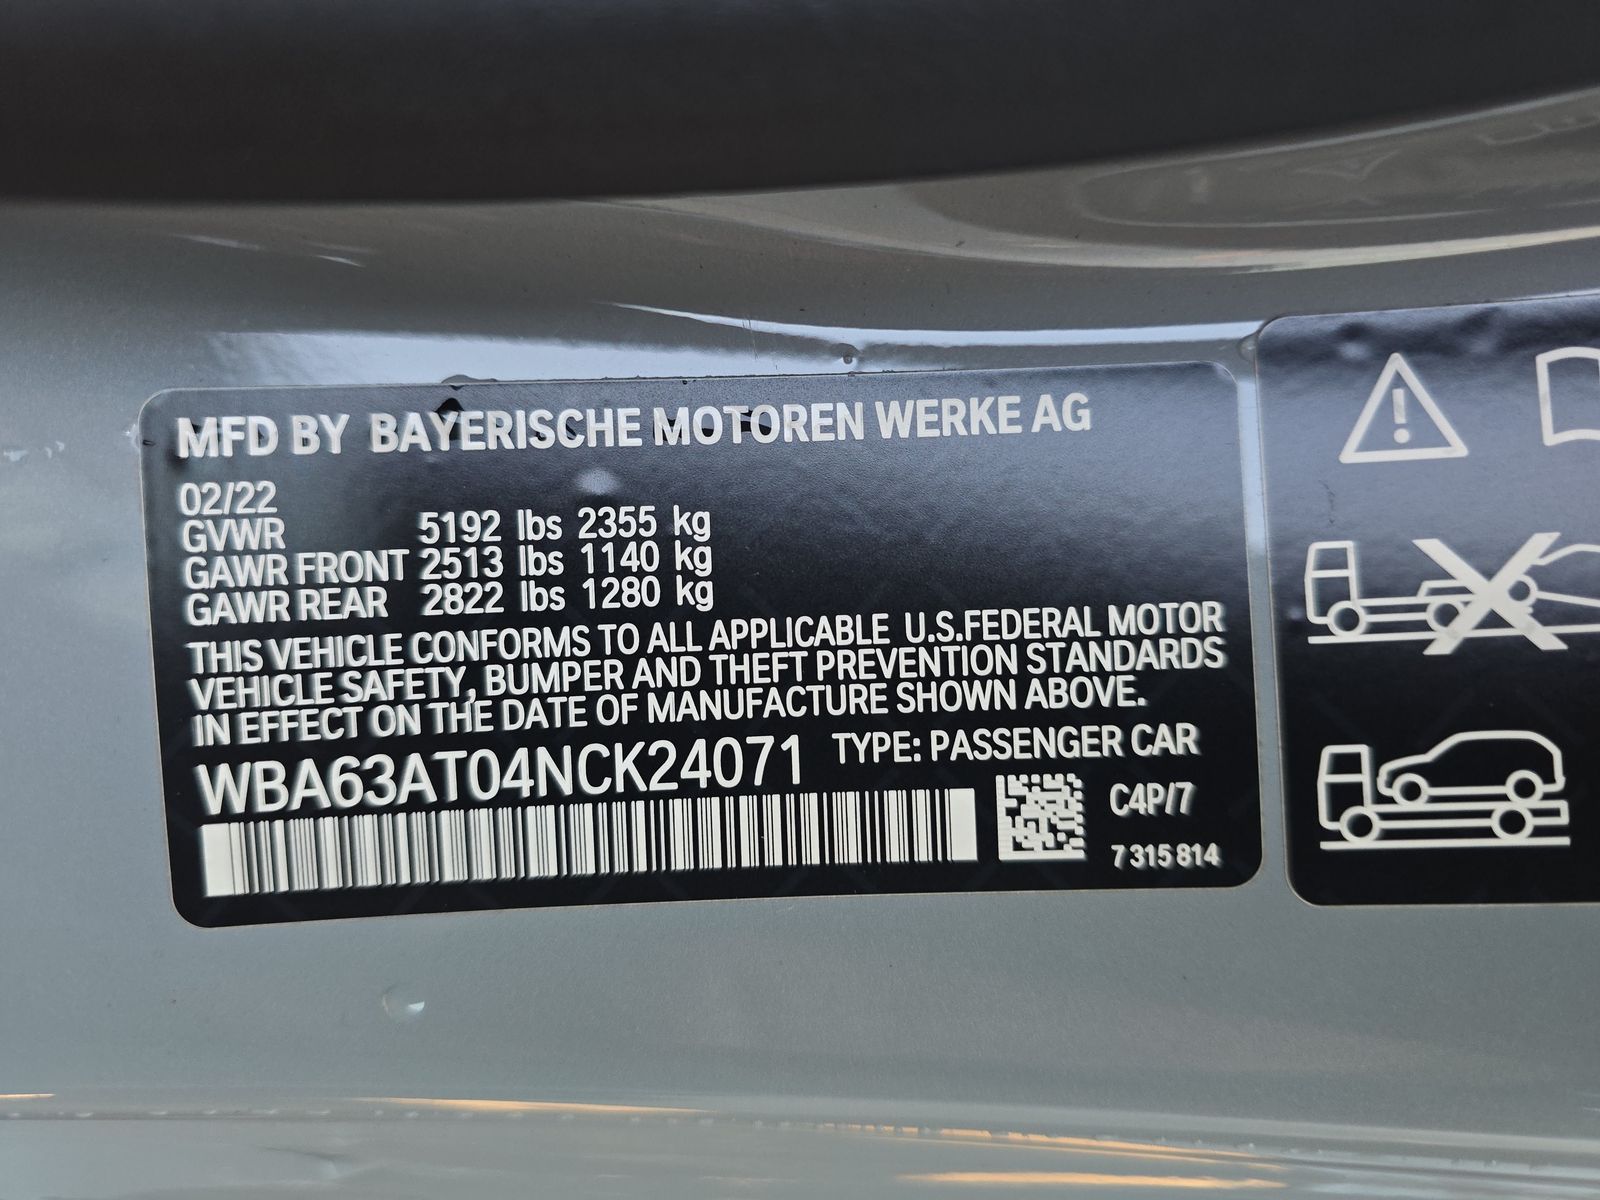 MFD BY BAYERISCHE MOTOREN WERKE AG
02/22
GVWR 5192 lbs 2355 kg
GAWR FRONT 2513 lbs 1140 kg
GAWR REAR 2822 lbs 1280 kg
THIS VEHICLE CONFORMS TO ALL APPLICABLE U.S.FEDERAL MOTOR
VEHICLE SAFETY, BUMPER AND THEFT PREVENTION STANDARDS
IN EFFECT ON THE DATE OF MANUFACTURE SHOWN ABOVE.
WBA63AT04NCK24071 TYPE: PASSENGER CAR
C4P/7
7 315 814